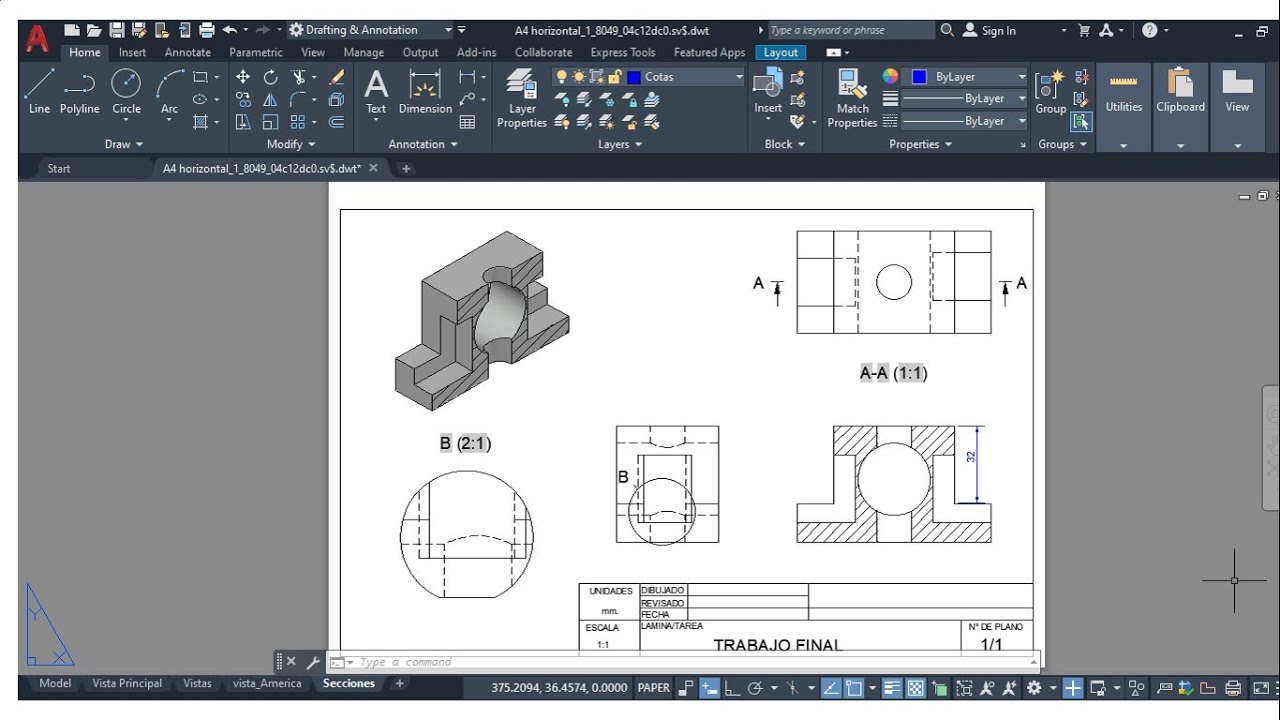 Drafting & Annotation
A4 horizontal_1_8049_04c12dc0.sv$.dwt
Type a keyword or phrase
Sign In
Home Insert Annotate Parametric View Manage Output Add-ins Collaborate Express Tools Featured Apps Layout
Line Polyline Circle Arc
Text Dimension
Layer Properties
Cotas
Insert
Match Properties
ByLayer
ByLayer
ByLayer
Group
Utilities
Clipboard
View
Draw Modify Annotation Layers Block Properties Groups
Start A4 horizontal_1_8049_04c12dc0.sv$.dwt*
A A
A-A (1:1)
B (2:1)
B
32
UNIDADES
mm.
DIBUJADO
REVISADO
FECHA
ESCALA
1:1
LAMINA/TAREA
TRABAJO FINAL
Nº DE PLANO
1/1
Y
X
Type a command
Model Vista Principal Vistas vista_America Secciones
375.2094, 36.4574, 0.0000 PAPER